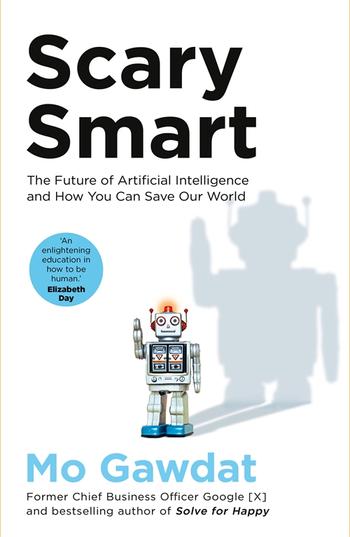 Scary
Smart
The Future of Artificial Intelligence
and How You Can Save Our World
‘An
enlightening
education in
how to be
human.’
Elizabeth
Day
Mo Gawdat
Former Chief Business Officer Google [X]
and bestselling author of Solve for Happy